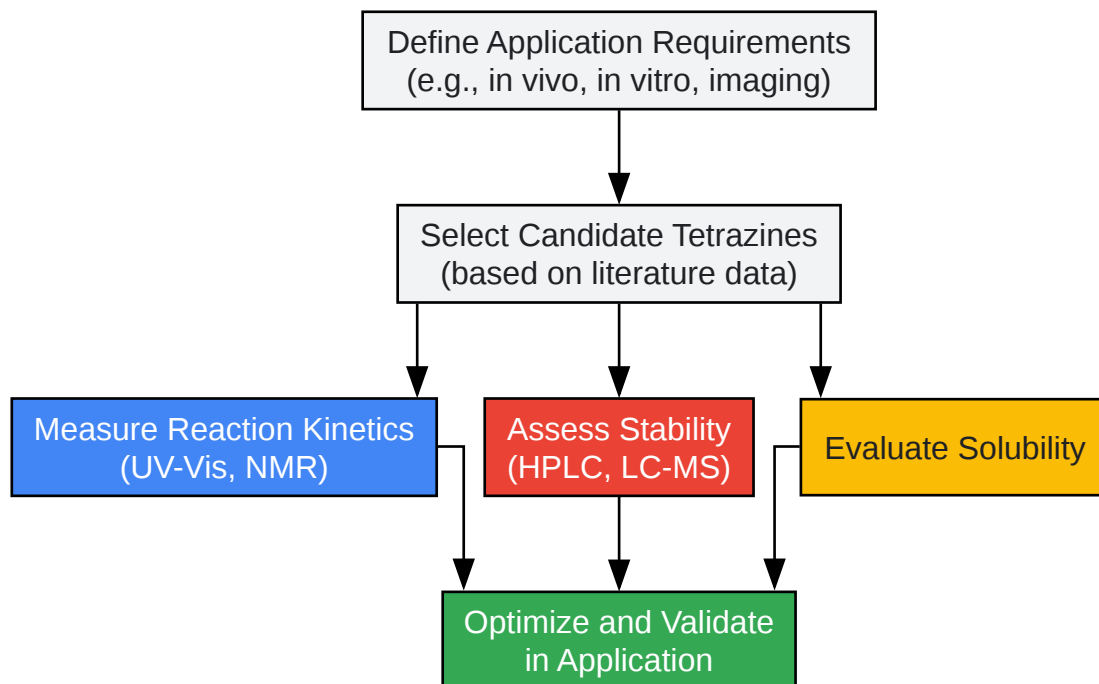 Define Application Requirements
(e.g., in vivo, in vitro, imaging)
Select Candidate Tetrazines
(based on literature data)
Measure Reaction Kinetics
(UV-Vis, NMR)
Assess Stability
(HPLC, LC-MS)
Evaluate Solubility
Optimize and Validate
in Application